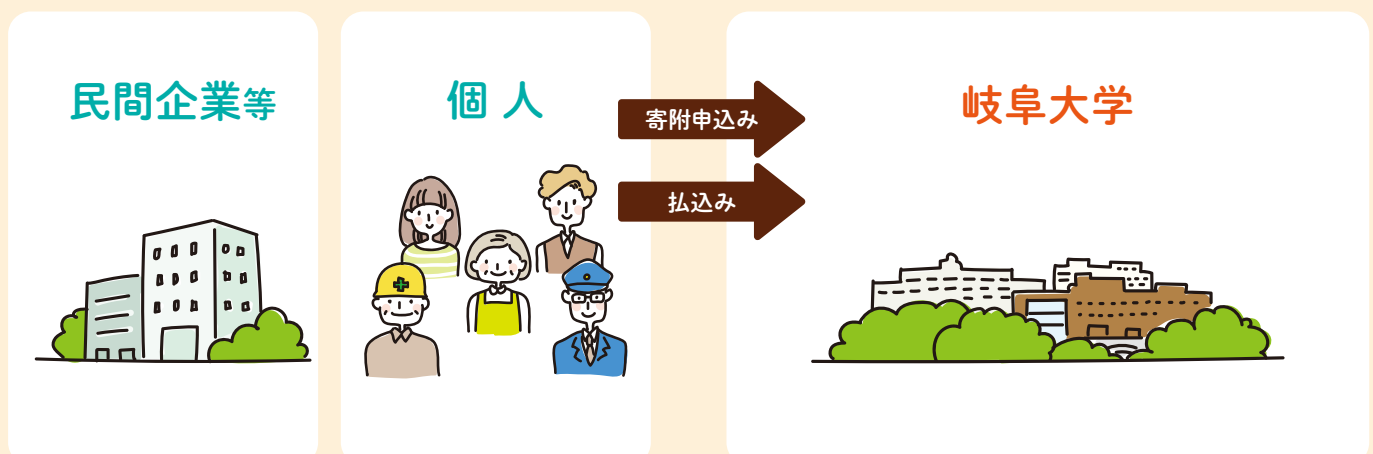 民間企業等
個人
寄附申込み
払込み
岐阜大学